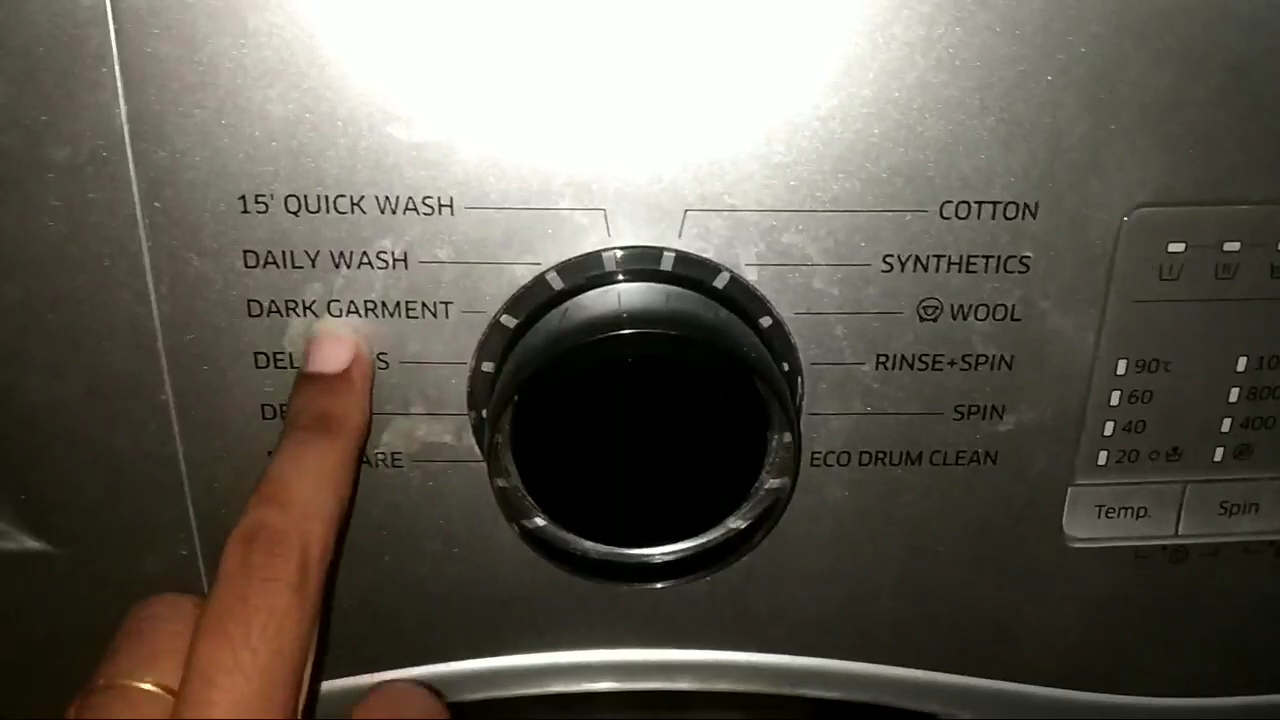 15' QUICK WASH
DAILY WASH
DARK GARMENT
COTTON
SYNTHETICS
WOOL
RINSE+SPIN
SPIN
ECO DRUM CLEAN
90℃
60
40
20
800
400
Temp.
Spin